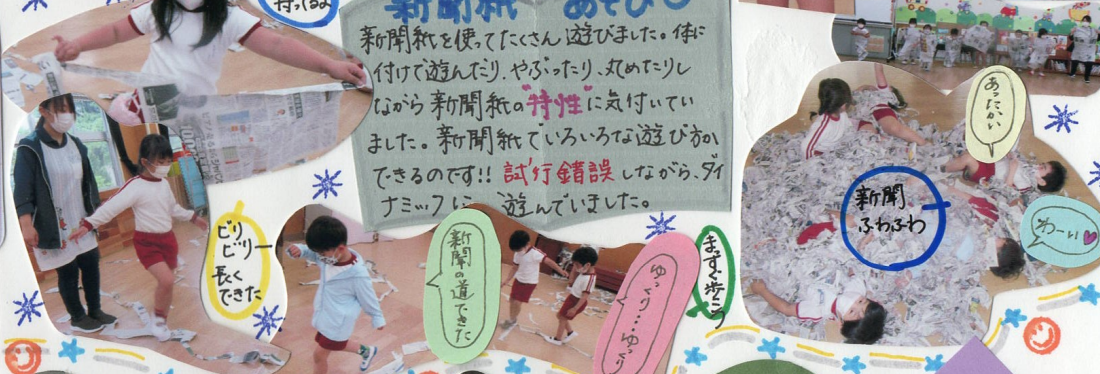 持ってるよ
新聞紙 あそび
新聞紙を使ってたくさん遊びました。体に
付けて遊んだり、やぶったり、丸めたりし
ながら新聞紙の"特性"に気付いてい
ました。新聞紙でいろいろな遊び方が
できるのです!! 試行錯誤しながら、ダイ
ナミックに 遊んでいました。
ビリ
ビリー
長く
できた
新聞の道できた
ゆっくり…ゆっくり
まっすぐ歩こう
あったかい
新聞
ふわふわ
わーい